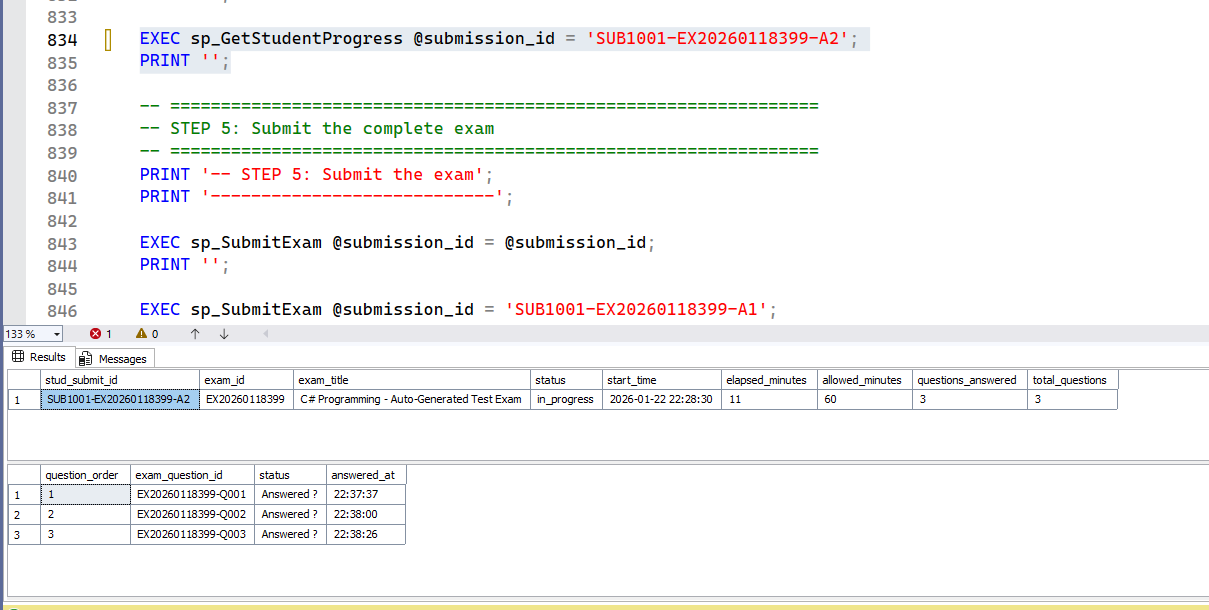 833
834 EXEC sp_GetStudentProgress @submission_id = 'SUB1001-EX20260118399-A2';
835 PRINT '';
836
837 -- ================================================================
838 -- STEP 5: Submit the complete exam
839 -- ================================================================
840 PRINT '-- STEP 5: Submit the exam';
841 PRINT '----------------------------';
842
843 EXEC sp_SubmitExam @submission_id = @submission_id;
844 PRINT '';
845
846 EXEC sp_SubmitExam @submission_id = 'SUB1001-EX20260118399-A1';
133 % 1 0
Results Messages
stud_submit_id exam_id exam_title status start_time elapsed_minutes allowed_minutes questions_answered total_questions
1 SUB1001-EX20260118399-A2 EX20260118399 C# Programming - Auto-Generated Test Exam in_progress 2026-01-22 22:28:30 11 60 3 3
question_order exam_question_id status answered_at
1 1 EX20260118399-Q001 Answered ? 22:37:37
2 2 EX20260118399-Q002 Answered ? 22:38:00
3 3 EX20260118399-Q003 Answered ? 22:38:26